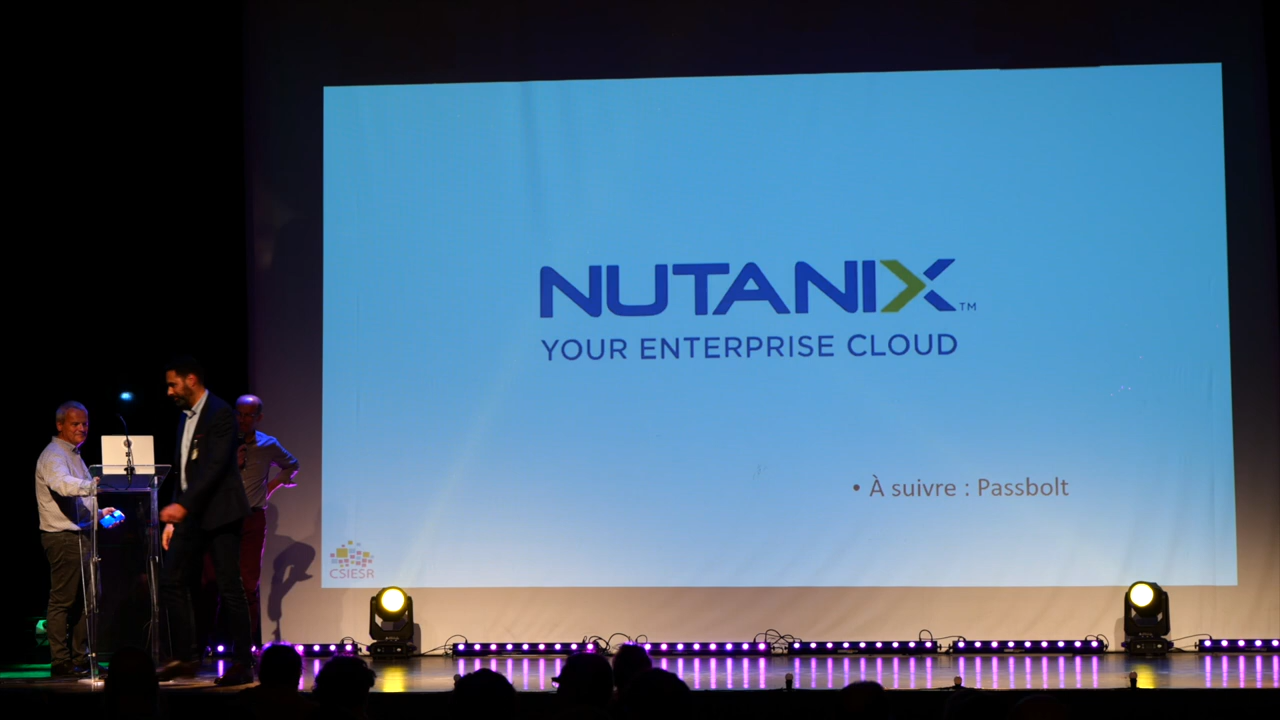 NUTANIX™
YOUR ENTERPRISE CLOUD
• À suivre : Passbolt
CSIESR